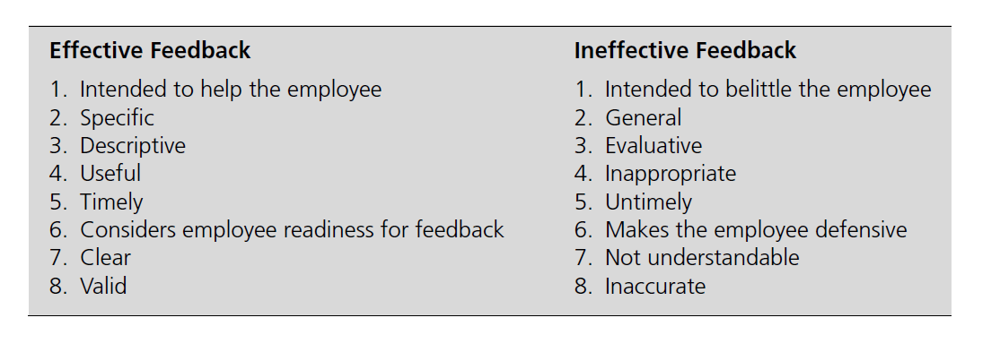 Effective Feedback
1. Intended to help the employee
2. Specific
3. Descriptive
4. Useful
5. Timely
6. Considers employee readiness for feedback
7. Clear
8. Valid
Ineffective Feedback
1. Intended to belittle the employee
2. General
3. Evaluative
4. Inappropriate
5. Untimely
6. Makes the employee defensive
7. Not understandable
8. Inaccurate